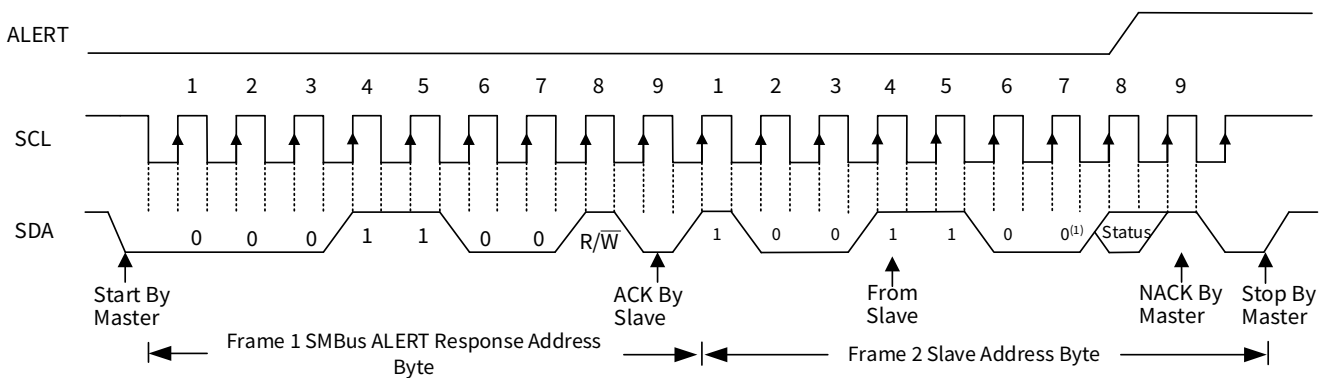 ALERT
1 2 3 4 5 6 7 8 9 1 2 3 4 5 6 7 8 9
SCL
SDA
0 0 0 1 1 0 0 R/W̅ 1 0 0 1 1 0 0(1) Status
Start By
Master
ACK By
Slave
From
Slave
NACK By
Master
Stop By
Master
Frame 1 SMBus ALERT Response Address
Byte
Frame 2 Slave Address Byte